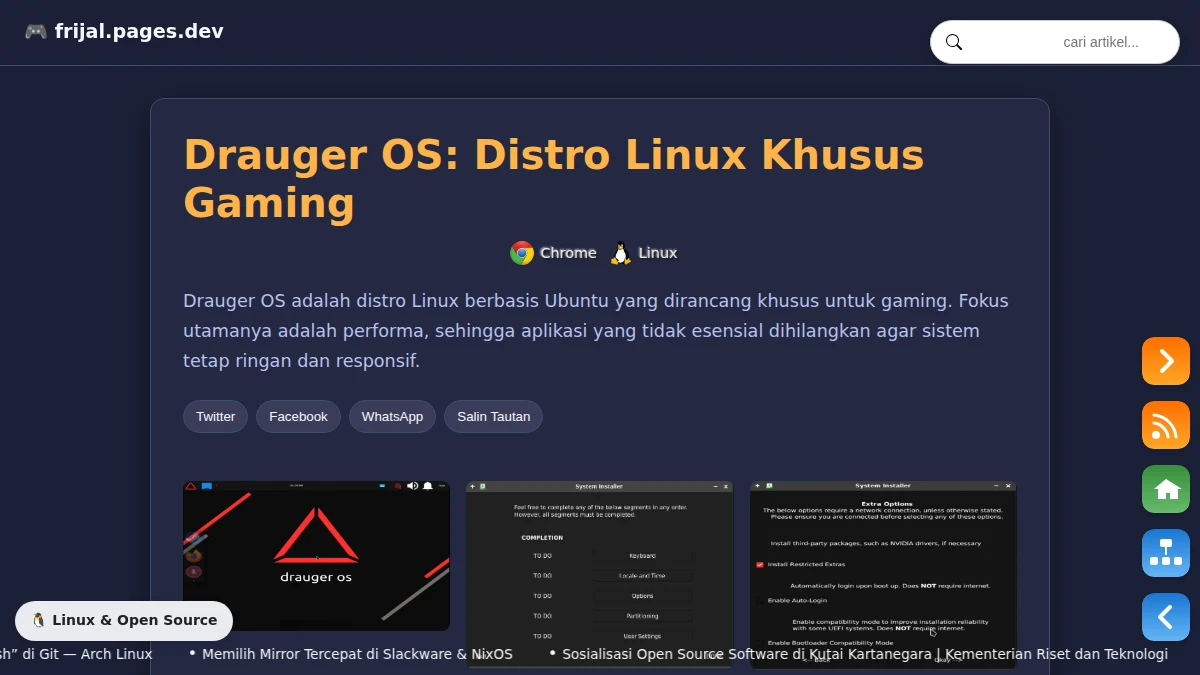 frijal.pages.dev
cari artikel...
Drauger OS: Distro Linux Khusus
Gaming
Chrome Linux
Drauger OS adalah distro Linux berbasis Ubuntu yang dirancang khusus untuk gaming. Fokus
utamanya adalah performa, sehingga aplikasi yang tidak esensial dihilangkan agar sistem
tetap ringan dan responsif.
Twitter Facebook WhatsApp Salin Tautan
drauger os
System Installer
Feel free to complete any of the below segments in any order.
However, all segments must be completed.
COMPLETION
TO DO Keyboard
TO DO Locale and Time
TO DO Options
TO DO Partitioning
TO DO User Settings
System Installer
Extra Options
The below options require a network connection, unless otherwise stated.
Please ensure you are connected before selecting any of these options.
Install third-party packages, such as NVIDIA drivers, if necessary
Install Restricted Extras
Automatically login upon boot up. Does NOT require internet.
Enable Auto-Login
Enable compatibility mode to improve installation reliability
with some UEFI systems. Does NOT require internet.
Enable Bootloader Compatibility Mode
<-- Back Okay -->
Linux & Open Source
sh” di Git — Arch Linux • Memilih Mirror Tercepat di Slackware & NixOS • Sosialisasi Open Source Software di Kutai Kartanegara | Kementerian Riset dan Teknologi